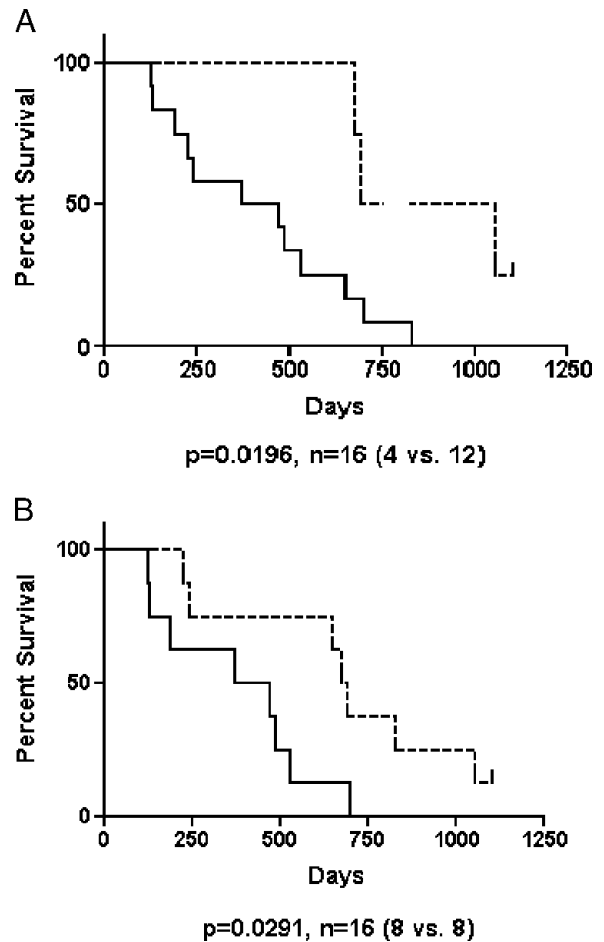 A
Percent Survival
100
50
0
0 250 500 750 1000 1250
Days
p=0.0196, n=16 (4 vs. 12)
B
Percent Survival
100
50
0
0 250 500 750 1000 1250
Days
p=0.0291, n=16 (8 vs. 8)